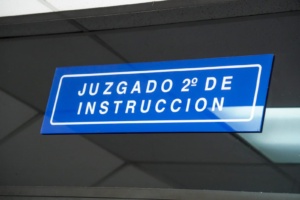 JUZGADO 2º DE
INSTRUCCION